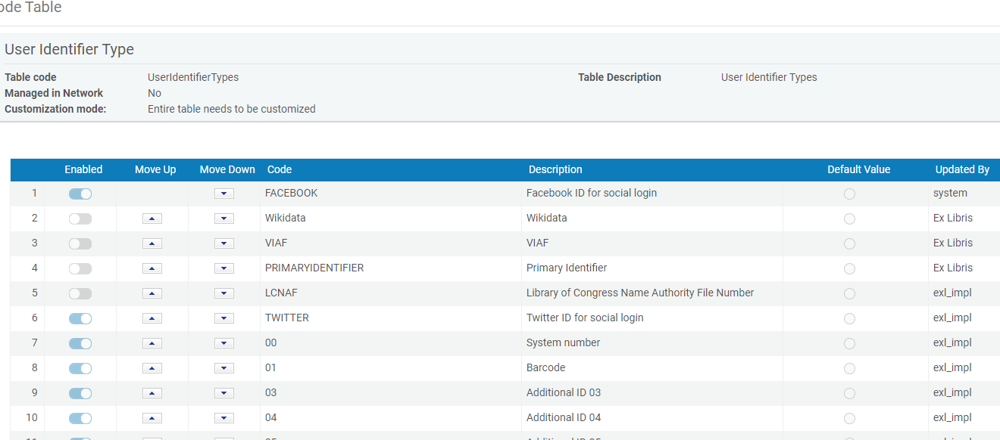 ode Table
User Identifier Type
Table code UserIdentifierTypes Table Description User Identifier Types
Managed in Network No
Customization mode: Entire table needs to be customized
Enabled Move Up Move Down Code Description Default Value Updated By
1 FACEBOOK Facebook ID for social login system
2 Wikidata Wikidata Ex Libris
3 VIAF VIAF Ex Libris
4 PRIMARYIDENTIFIER Primary Identifier Ex Libris
5 LCNAF Library of Congress Name Authority File Number exl_impl
6 TWITTER Twitter ID for social login exl_impl
7 00 System number exl_impl
8 01 Barcode exl_impl
9 03 Additional ID 03 exl_impl
10 04 Additional ID 04 exl_impl